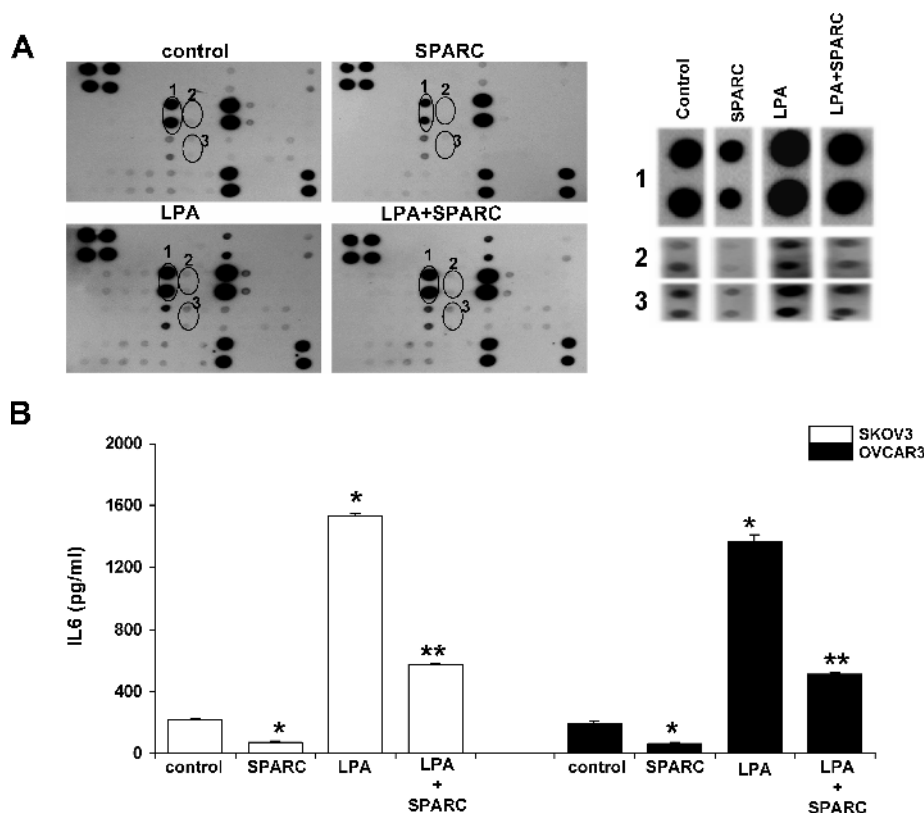 A
control
SPARC
1
2
3
1
2
3
LPA
LPA+SPARC
1
2
3
1
2
3
Control
SPARC
LPA
LPA+SPARC
1
2
3
B
SKOV3
OVCAR3
IL6 (pg/ml)
2000
1600
1200
800
400
0
*
*
**
*
*
**
control
SPARC
LPA
LPA
+
SPARC
control
SPARC
LPA
LPA
+
SPARC